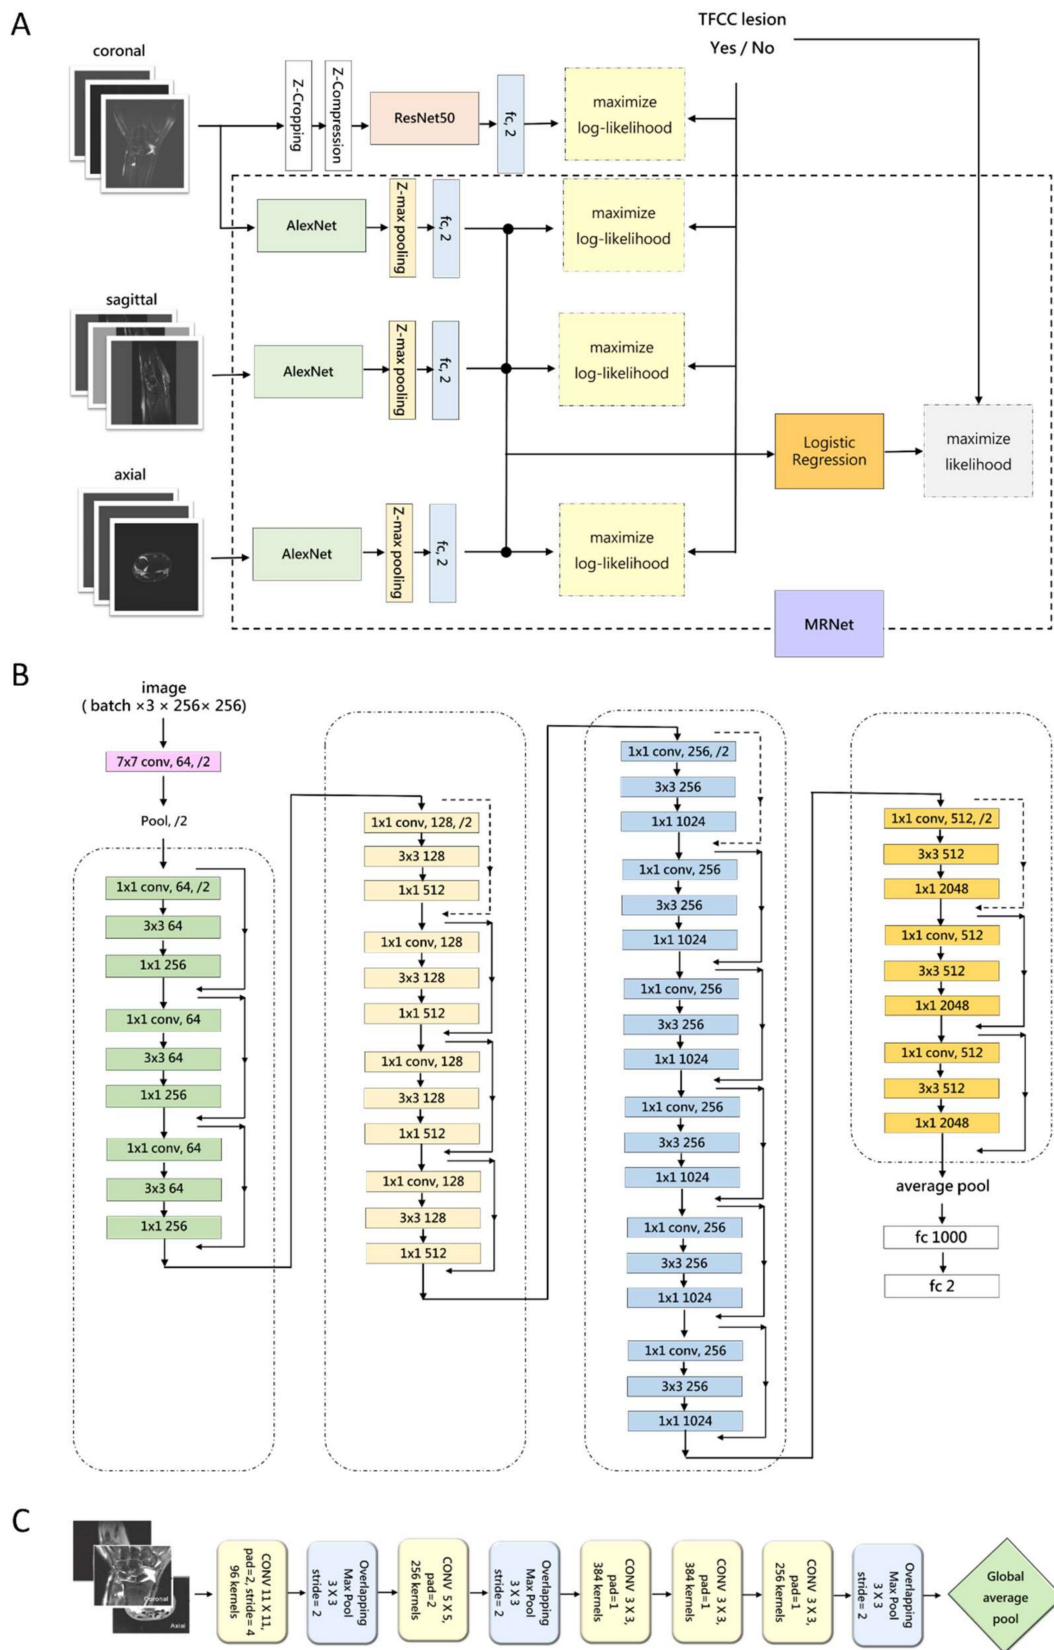 A
TFCC lesion
Yes / No
coronal
Z-Cropping
Z-Compression
ResNet50
fc, 2
maximize
log-likelihood
AlexNet
Z-max pooling
fc, 2
maximize
log-likelihood
sagittal
AlexNet
Z-max pooling
fc, 2
maximize
log-likelihood
Logistic
Regression
maximize
likelihood
axial
AlexNet
Z-max pooling
fc, 2
maximize
log-likelihood
MRNet
B
image
( batch ×3 × 256× 256)
7x7 conv, 64, /2
Pool, /2
1x1 conv, 64, /2
3x3 64
1x1 256
1x1 conv, 64
3x3 64
1x1 256
1x1 conv, 64
3x3 64
1x1 256
1x1 conv, 128, /2
3x3 128
1x1 512
1x1 conv, 128
3x3 128
1x1 512
1x1 conv, 128
3x3 128
1x1 512
1x1 conv, 128
3x3 128
1x1 512
1x1 conv, 256, /2
3x3 256
1x1 1024
1x1 conv, 256
3x3 256
1x1 1024
1x1 conv, 256
3x3 256
1x1 1024
1x1 conv, 256
3x3 256
1x1 1024
1x1 conv, 256
3x3 256
1x1 1024
1x1 conv, 256
3x3 256
1x1 1024
1x1 conv, 512, /2
3x3 512
1x1 2048
1x1 conv, 512
3x3 512
1x1 2048
1x1 conv, 512
3x3 512
1x1 2048
average pool
fc 1000
fc 2
C
Coronal
Axial
CONV 11 X 11,
pad=2, stride= 4
96 kernels
Overlapping
Max Pool
3 X 3
stride= 2
CONV 5 X 5,
pad=2
256 kernels
Overlapping
Max Pool
3 X 3
stride= 2
CONV 3 X 3,
pad=1
384 kernels
CONV 3 X 3,
pad=1
384 kernels
CONV 3 X 3,
pad=1
256 kernels
Overlapping
Max Pool
3 X 3
stride= 2
Global
average
pool